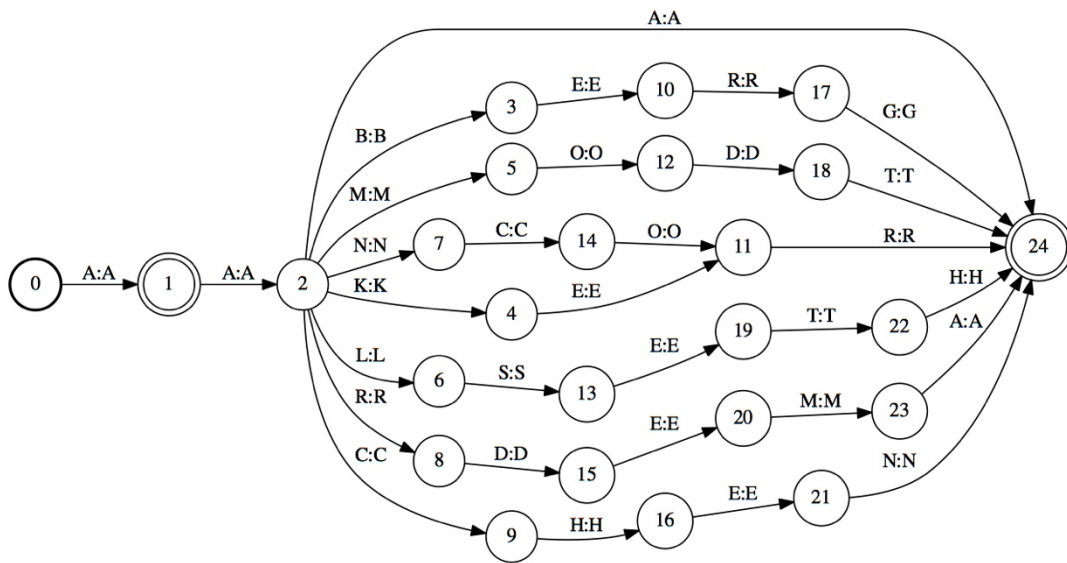 A:A
E:E
R:R
10
17
3
G:G
B:B
O:O
D:D
12
18
5
T:T
M:M
C:C
O:O
N:N
7
14
11
R:R
24
A:A
A:A
K:K
E:E
H:H
0
1
2
4
T:T
22
A:A
L:L
S:S
E:E
19
R:R
6
13
M:M
23
E:E
20
C:C
D:D
N:N
8
15
E:E
21
H:H
16
9